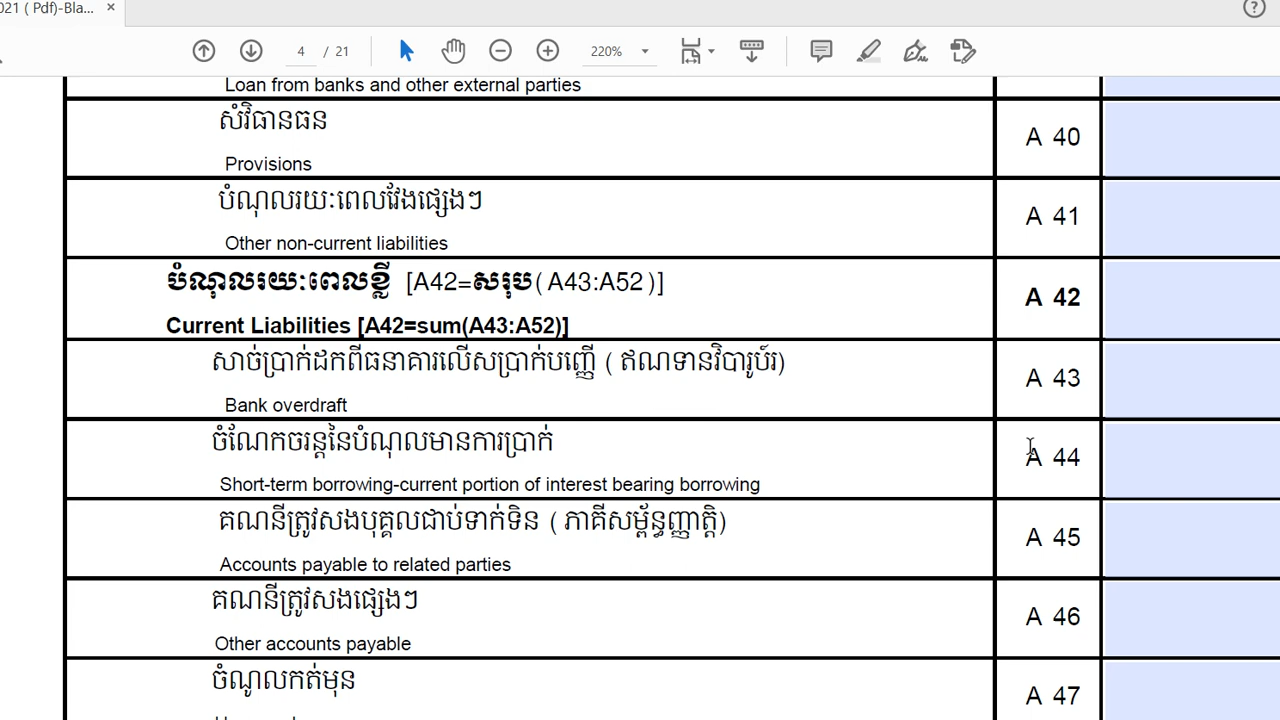 021 ( Pdf)-Bla... ×
4 / 21
220%
Loan from banks and other external parties
សំវិធានធន
A 40
Provisions
បំណុលរយៈពេលវែងផ្សេងៗ
A 41
Other non-current liabilities
បំណុលរយៈពេលខ្លី [A42=សរុប(A43:A52)]
A 42
Current Liabilities [A42=sum(A43:A52)]
សាច់ប្រាក់ដកពីធនាគារលើសប្រាក់បញ្ញើ ( ឥណទានវិបារូប៍រ)
A 43
Bank overdraft
ចំណែកចរន្តនៃបំណុលមានការប្រាក់
A 44
Short-term borrowing-current portion of interest bearing borrowing
គណនីត្រូវសងបុគ្គលជាប់ទាក់ទិន ( ភាគីសម្ព័ន្ធញ្ញាត្តិ)
A 45
Accounts payable to related parties
គណនីត្រូវសងផ្សេងៗ
A 46
Other accounts payable
ចំណូលកត់មុន
A 47